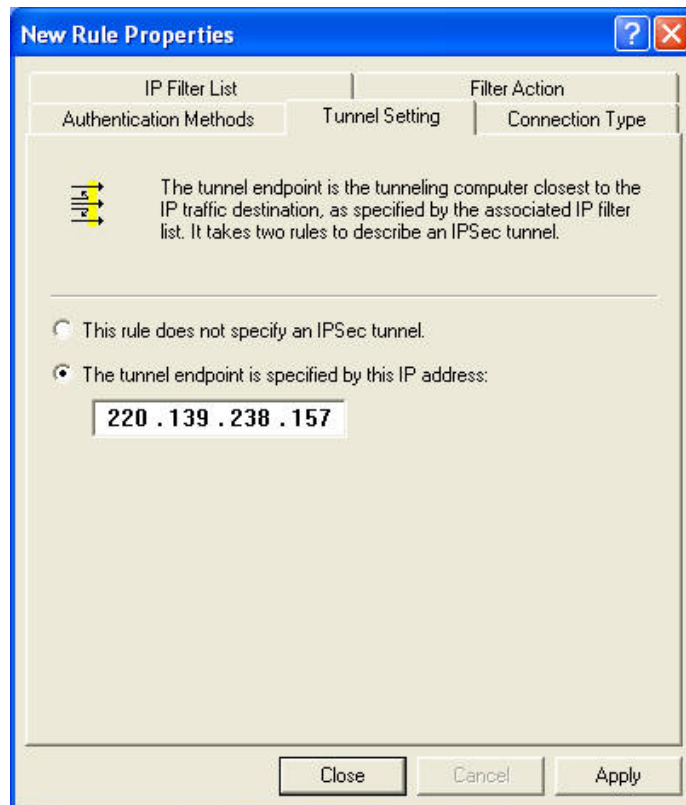 New Rule Properties
IP Filter List
Filter Action
Authentication Methods
Tunnel Setting
Connection Type
The tunnel endpoint is the tunneling computer closest to the
IP traffic destination, as specified by the associated IP filter
list. It takes two rules to describe an IPSec tunnel.
This rule does not specify an IPSec tunnel.
The tunnel endpoint is specified by this IP address:
220 . 139 . 238 . 157
Close
Cancel
Apply